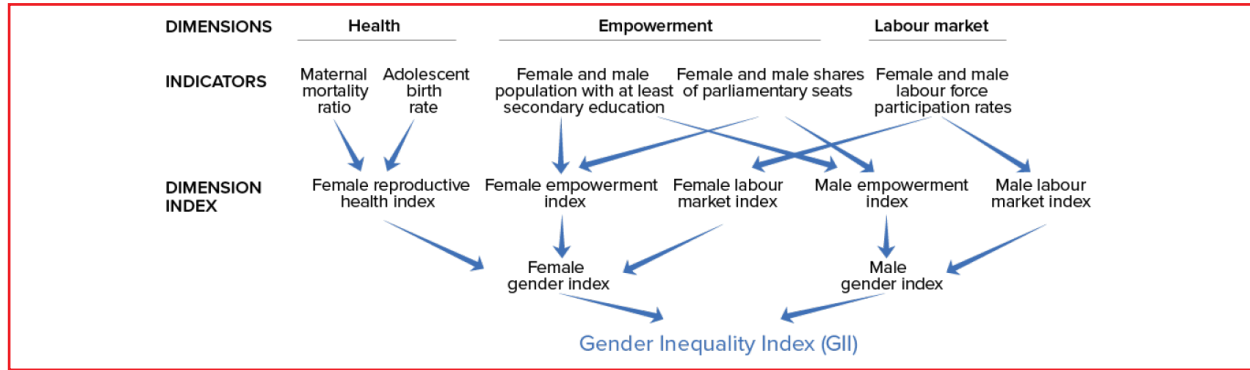 DIMENSIONS
Health
Empowerment
Labour market
INDICATORS
Maternal
mortality
ratio
Adolescent
birth
rate
Female and male
population with at least
secondary education
Female and male shares
of parliamentary seats
Female and male
labour force
participation rates
DIMENSION
INDEX
Female reproductive
health index
Female empowerment
index
Female labour
market index
Male empowerment
index
Male labour
market index
Female
gender index
Male
gender index
Gender Inequality Index (GII)